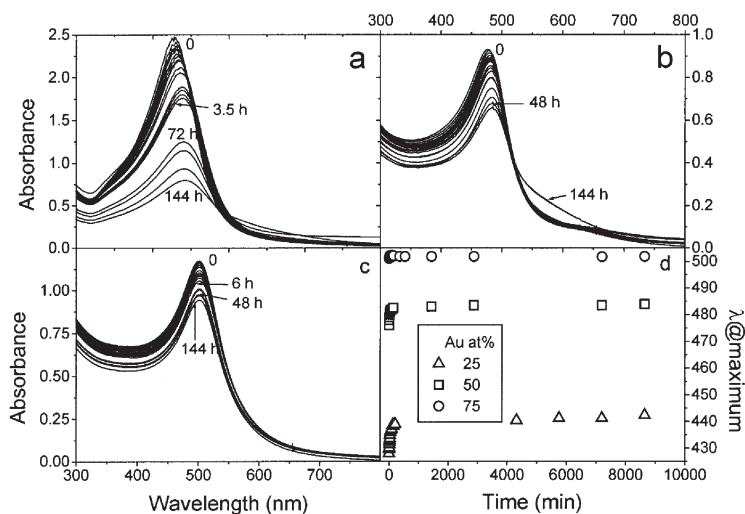 300 400 500 600 700 800
a
0
2.5
2.0
1.5
1.0
0.5
0.0
Absorbance
3.5 h
72 h
144 h
b
0
48 h
144 h
1.0
0.8
0.6
0.4
0.2
0
c
0
6 h
48 h
144 h
1.00
0.75
0.50
0.25
0.00
Absorbance
300 400 500 600 700
Wavelength (nm)
d
Au at%
25
50
75
500
490
480
470
460
450
440
430
λ@maximum
0 2000 4000 6000 8000 10000
Time (min)